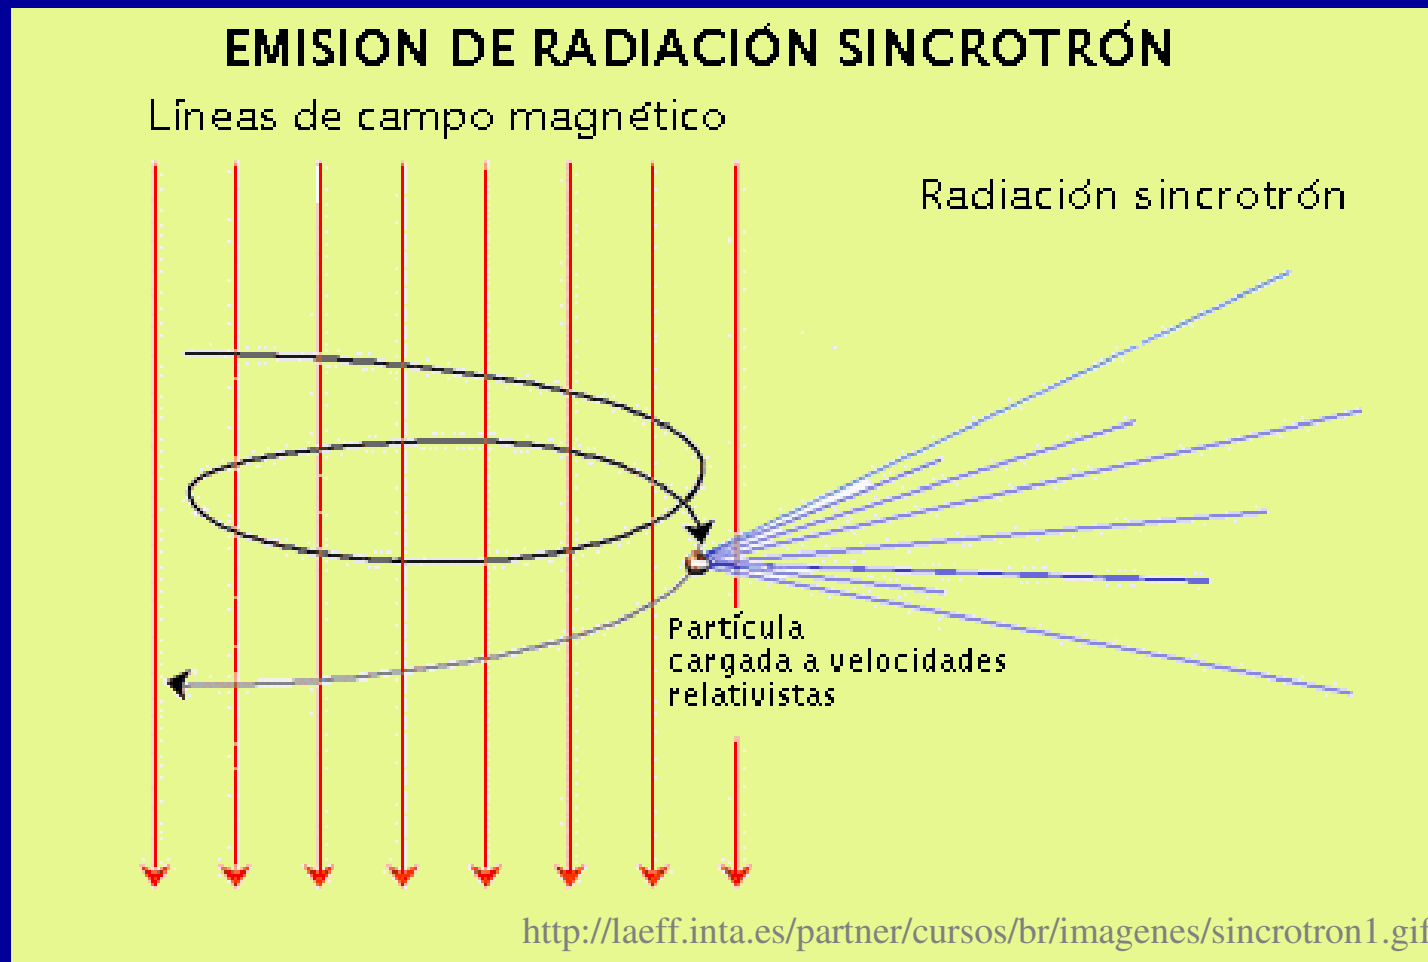 EMISION DE RADIACIÓN SINCROTRÓN
Líneas de campo magnético
Radiación sincrotrón
Partícula
cargada a velocidades
relativistas
http://laeff.inta.es/partner/cursos/br/imagenes/sincrotron1.gif